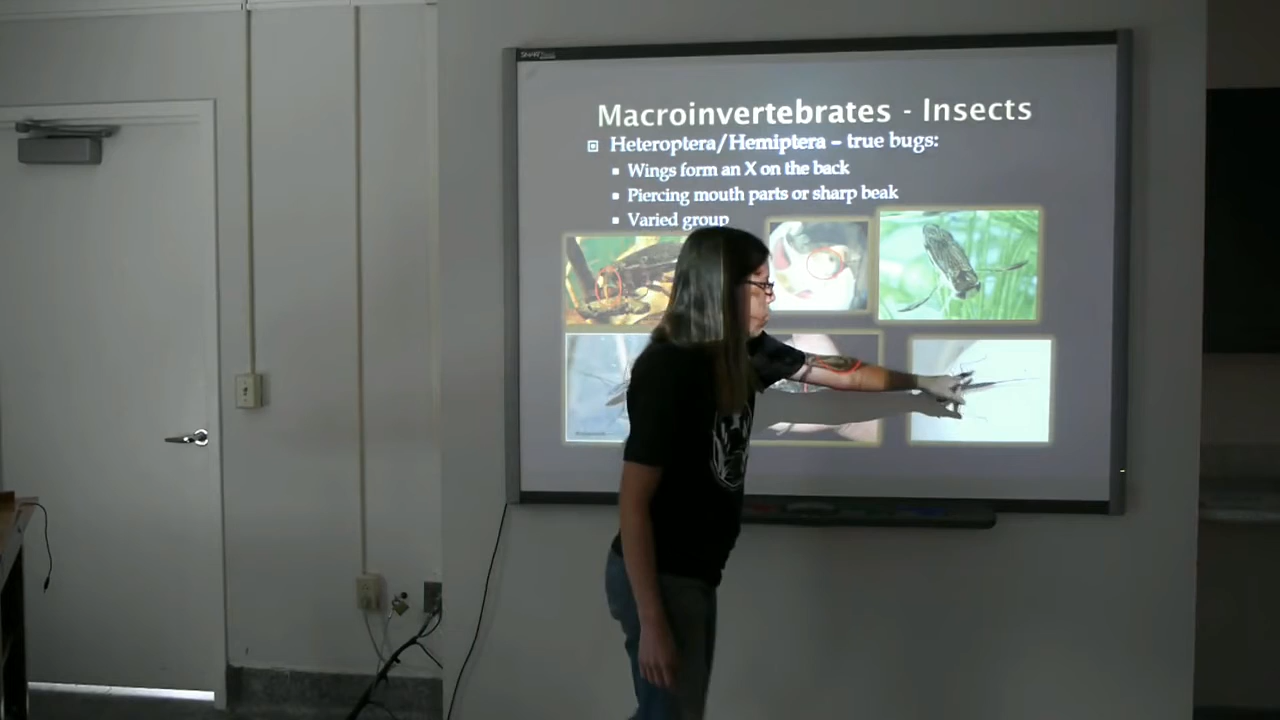 Macroinvertebrates - Insects
Heteroptera/Hemiptera – true bugs:
Wings form an X on the back
Piercing mouth parts or sharp beak
Varied group